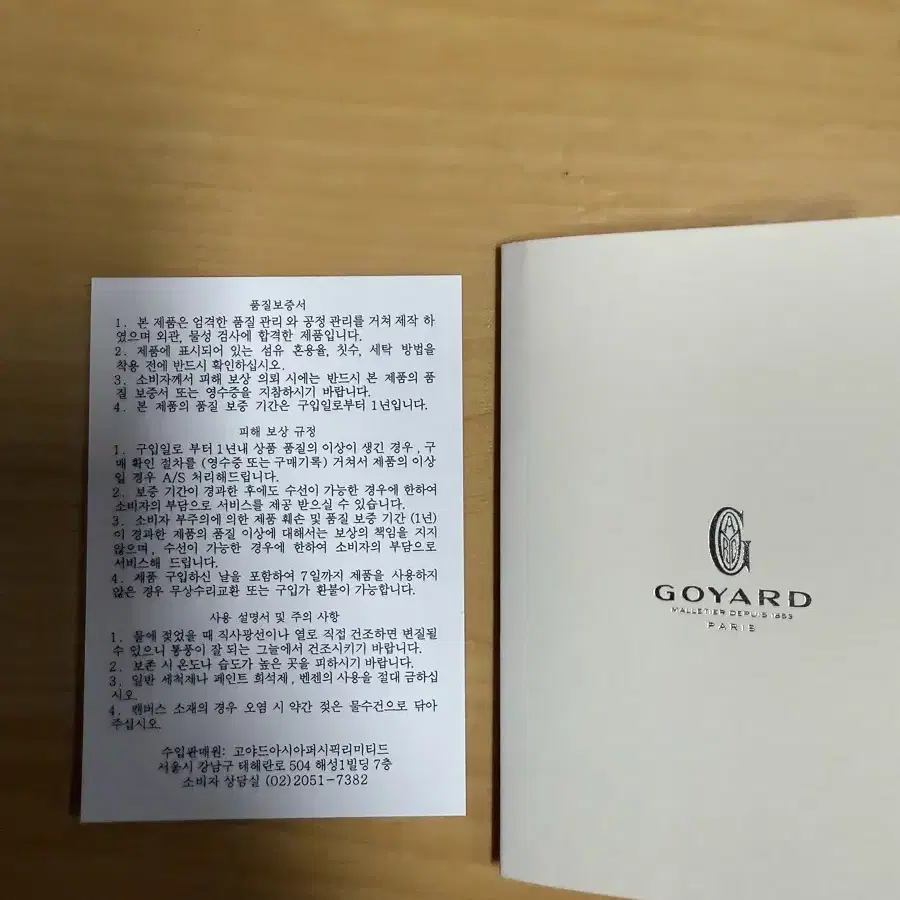 품질보증서
1. 본 제품은 엄격한 품질 관리 와 공정 관리를 거쳐 제작 하
였으며 외관, 물성 검사에 합격한 제품입니다.
2. 제품에 표시되어 있는 섬유 혼용율, 칫수, 세탁 방법을
착용 전에 반드시 확인하십시오.
3. 소비자께서 피해 보상 의뢰 시에는 반드시 본 제품의 품
질 보증서 또는 영수증을 지참하시기 바랍니다.
4. 본 제품의 품질 보증 기간은 구입일로부터 1년입니다.
피해 보상 규정
1. 구입일로 부터 1년내 상품 품질의 이상이 생긴 경우, 구
매 확인 절차를 (영수증 또는 구매기록) 거쳐서 제품의 이상
일 경우 A/S 처리해드립니다.
2. 보증 기간이 경과한 후에도 수선이 가능한 경우에 한하여
소비자의 부담으로 서비스를 제공 받으실 수 있습니다.
3. 소비자 부주의에 의한 제품 훼손 및 품질 보증 기간 (1년)
이 경과한 제품의 품질 이상에 대해서는 보상의 책임을 지지
않으며, 수선이 가능한 경우에 한하여 소비자의 부담으로
서비스해 드립니다.
4. 제품 구입하신 날을 포함하여 7일까지 제품을 사용하지
않은 경우 무상수리교환 또는 구입가 환불이 가능합니다.
사용 설명서 및 주의 사항
1. 물에 젖었을 때 직사광선이나 열로 직접 건조하면 변질될
수 있으니 통풍이 잘 되는 그늘에서 건조시키기 바랍니다.
2. 보존 시 온도나 습도가 높은 곳을 피하시기 바랍니다.
3. 일반 세척제나 페인트 희석제, 벤젠의 사용을 절대 금하십
시오.
4. 캔버스 소재의 경우 오염 시 약간 젖은 물수건으로 닦아
주십시오.
수입판매원: 고야드아시아퍼시픽리미티드
서울시 강남구 테헤란로 504 해성1빌딩 7층
소비자 상담실 (02)2051-7382
GOYARD
MALLETIER DEPUIS 1853
PARIS